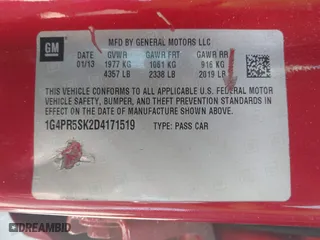 GM
MFD BY GENERAL MOTORS LLC
DATE GVWR GAWR FRT GAWR RR
01/13 1977 KG 1061 KG 916 KG
4357 LB 2338 LB 2019 LB
THIS VEHICLE CONFORMS TO ALL APPLICABLE U.S. FEDERAL MOTOR
VEHICLE SAFETY, BUMPER, AND THEFT PREVENTION STANDARDS IN
EFFECT ON THE DATE OF MANUFACTURE SHOWN ABOVE.
1G4PR5SK2D4171519 TYPE: PASS CAR
AUTOBIDMASTER